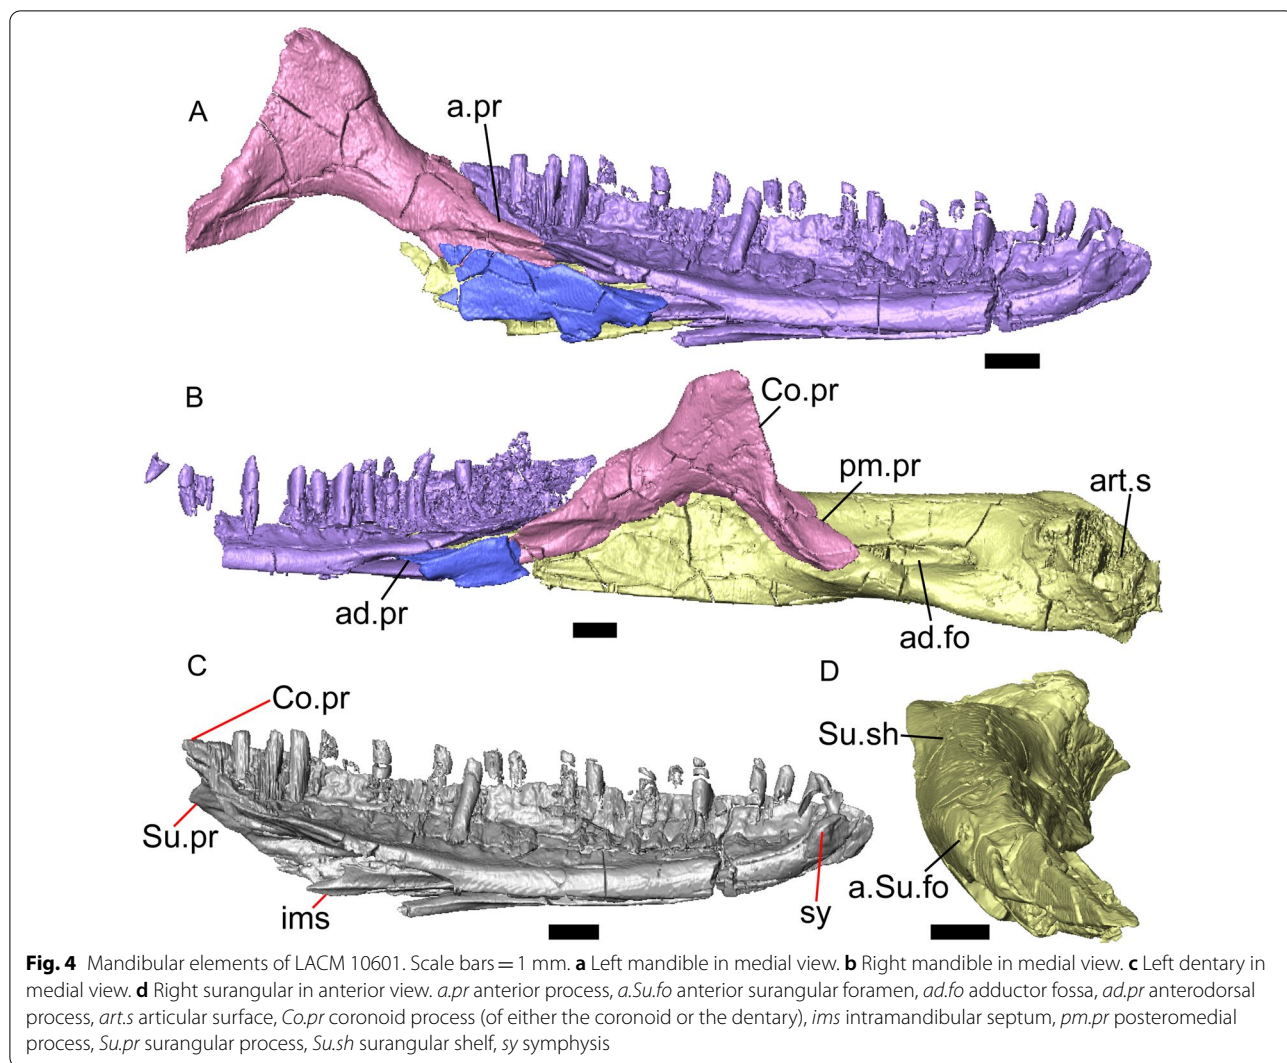 A
a.pr
B
Co.pr
pm.pr
art.s
ad.pr
ad.fo
C
D
Co.pr
Su.sh
Su.pr
a.Su.fo
ims
sy
Fig. 4 Mandibular elements of LACM 10601. Scale bars = 1 mm. a Left mandible in medial view. b Right mandible in medial view. c Left dentary in
medial view. d Right surangular in anterior view. a.pr anterior process, a.Su.fo anterior surangular foramen, ad.fo adductor fossa, ad.pr anterodorsal
process, art.s articular surface, Co.pr coronoid process (of either the coronoid or the dentary), ims intramandibular septum, pm.pr posteromedial
process, Su.pr surangular process, Su.sh surangular shelf, sy symphysis